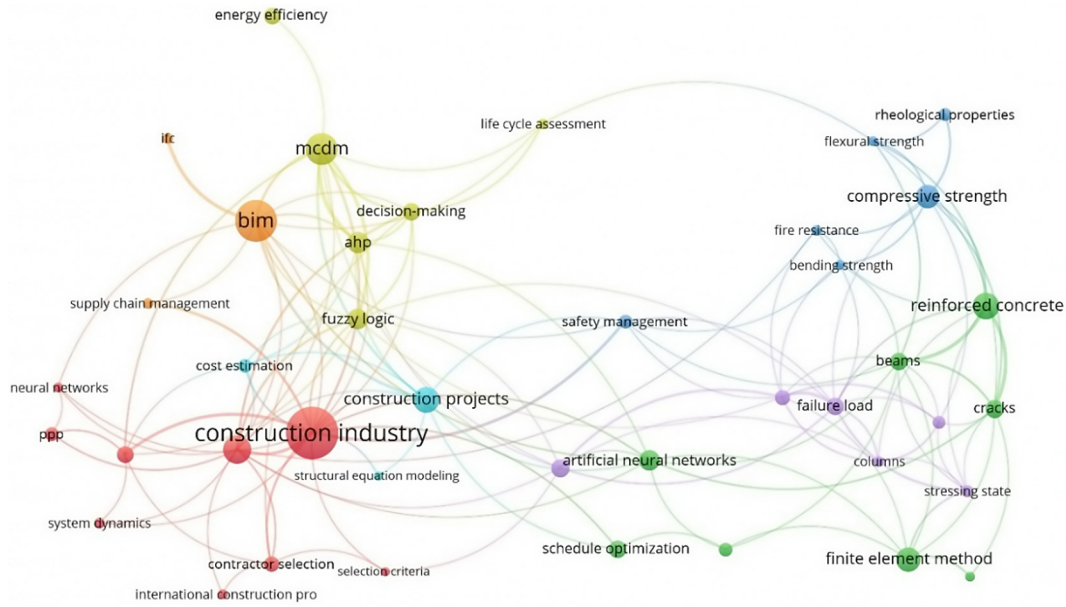 energy efficiency
rheological properties
life cycle assessment
ifc
flexural strength
mcdm
compressive strength
decision-making
bim
fire resistance
ahp
bending strength
supply chain management
reinforced concrete
fuzzy logic
safety management
beams
cost estimation
neural networks
construction projects
failure load
cracks
construction industry
ppp
artificial neural networks
columns
structural equation modeling
stressing state
system dynamics
schedule optimization
finite element method
contractor selection
selection criteria
international construction pro